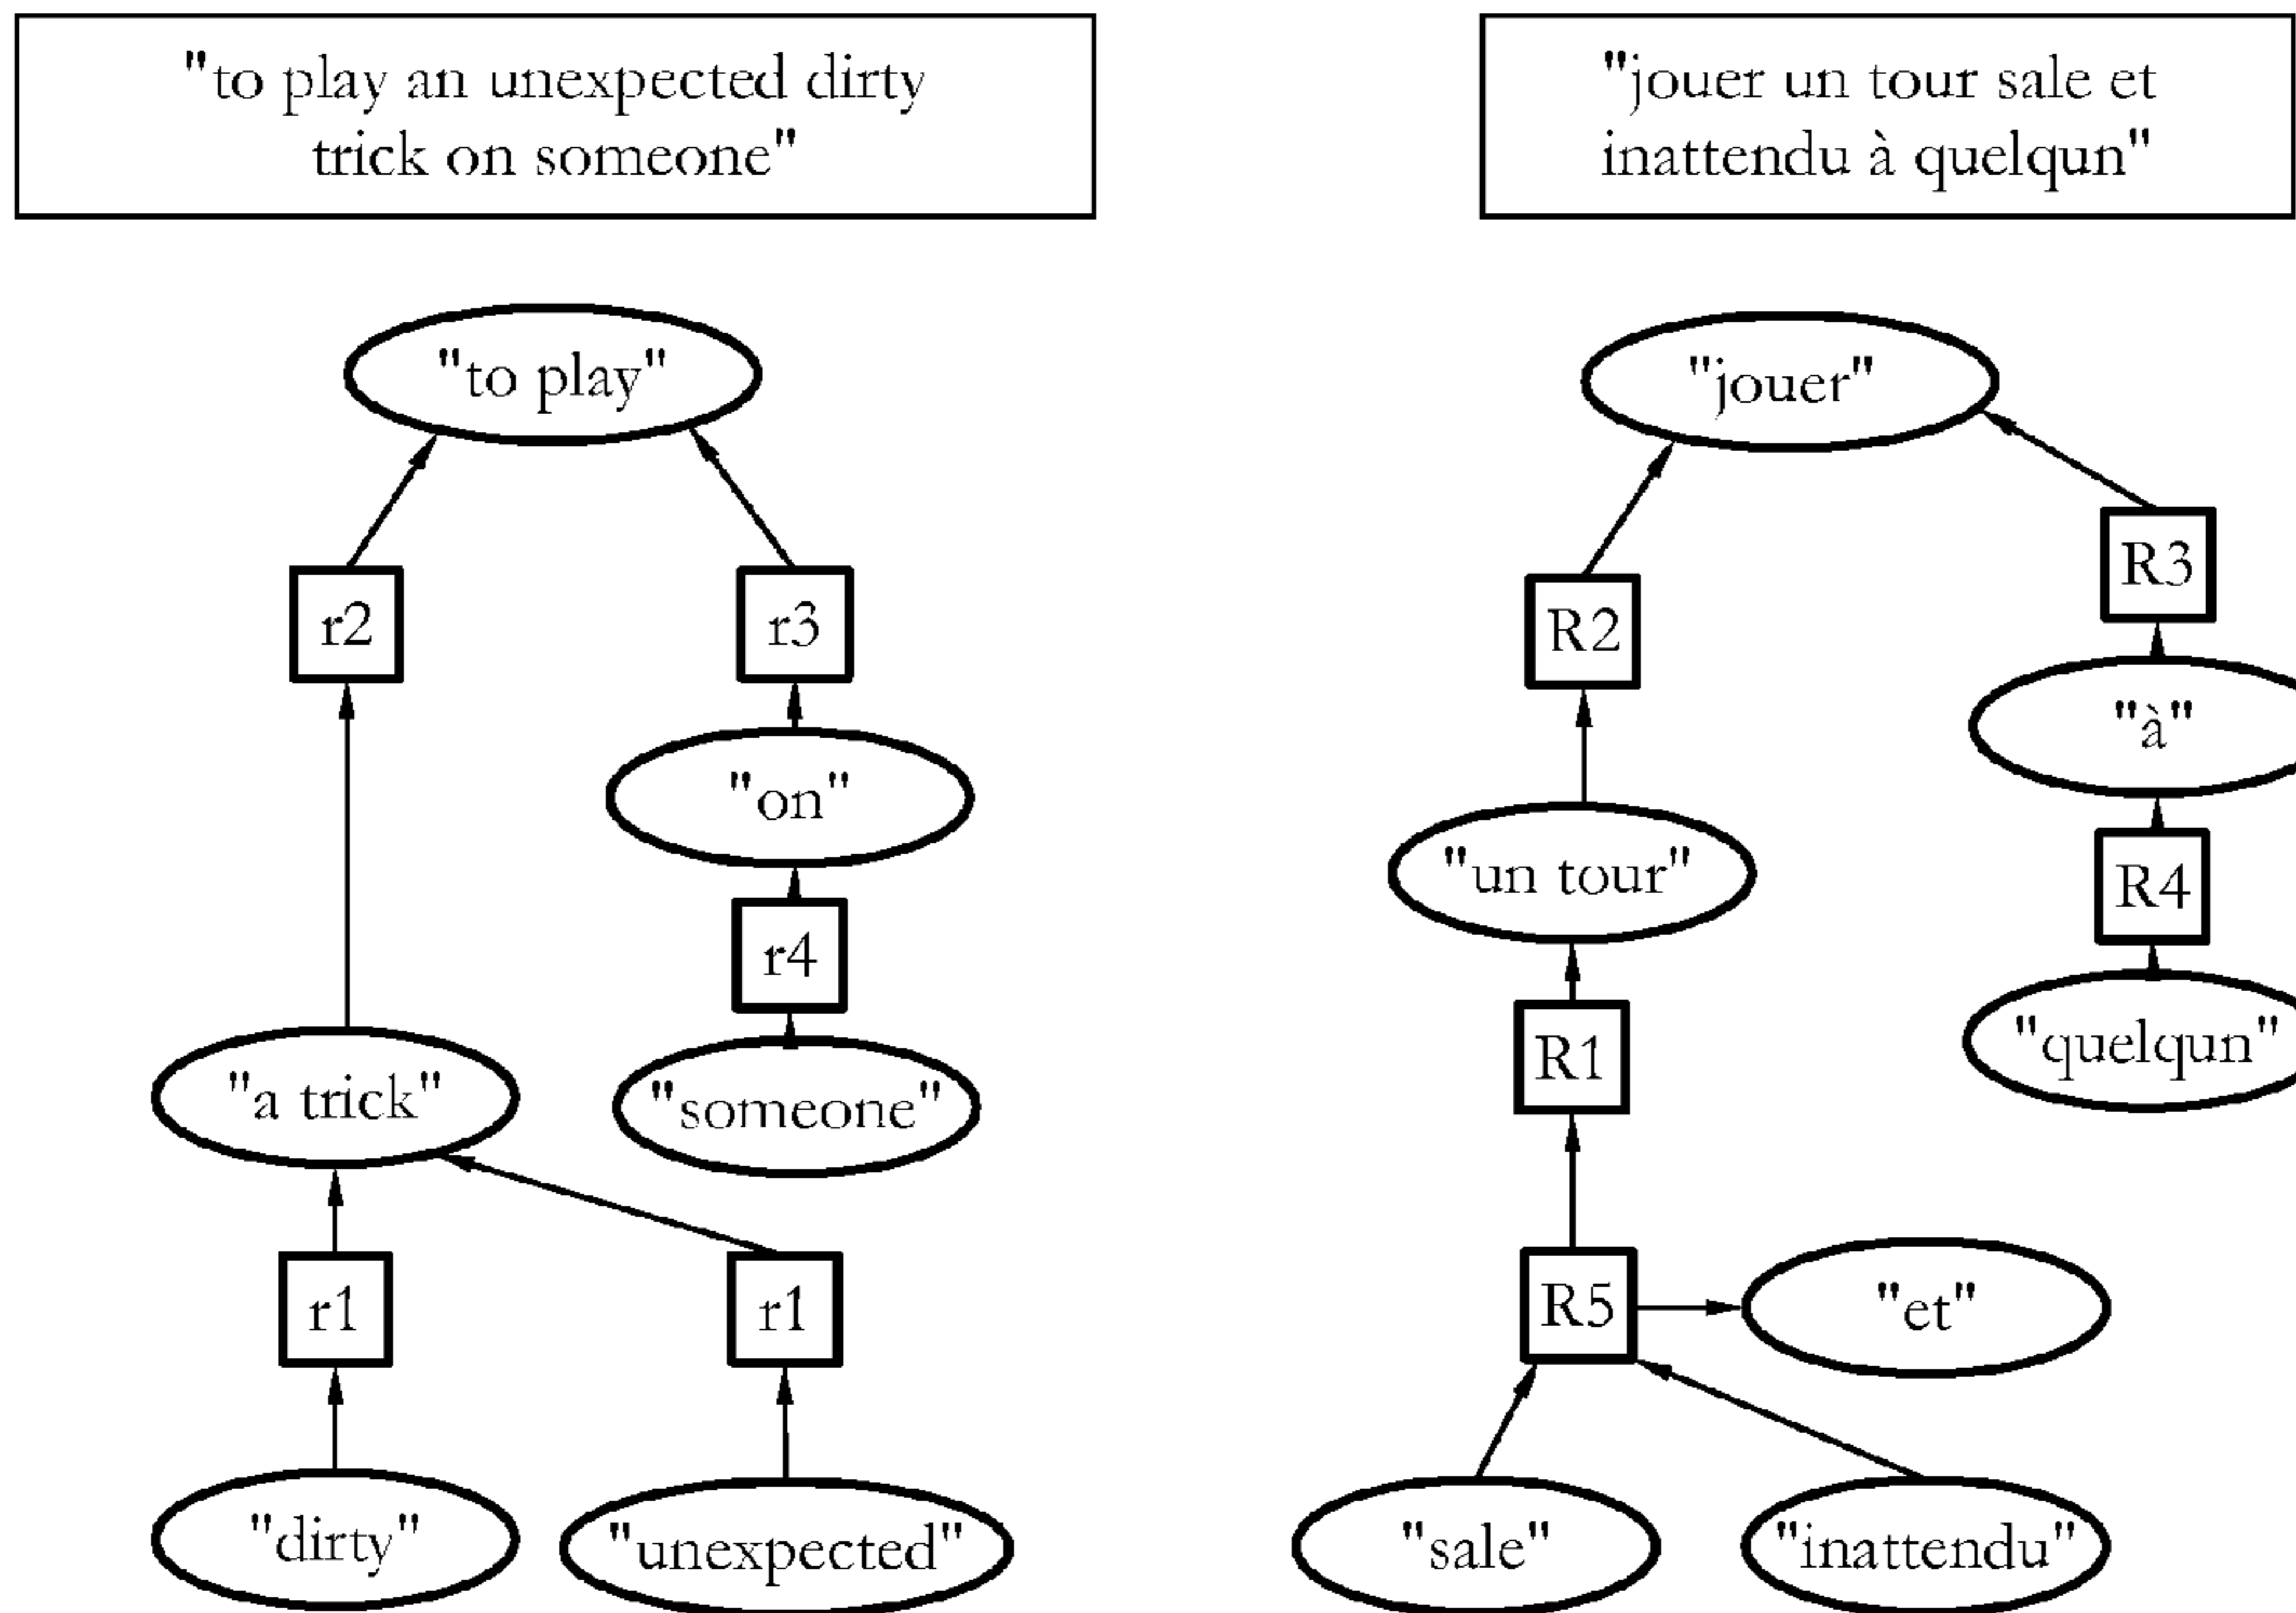 "to play an unexpected dirty
trick on someone"
"jouer un tour sale et
inattendu à quelqun"
"to play"
r2
r3
"on"
r4
"a trick"
"someone"
r1
r1
"dirty"
"unexpected"
"jouer"
R3
R2
"à"
"un tour"
R4
"quelqun"
R1
R5
"et"
"sale"
"inattendu"